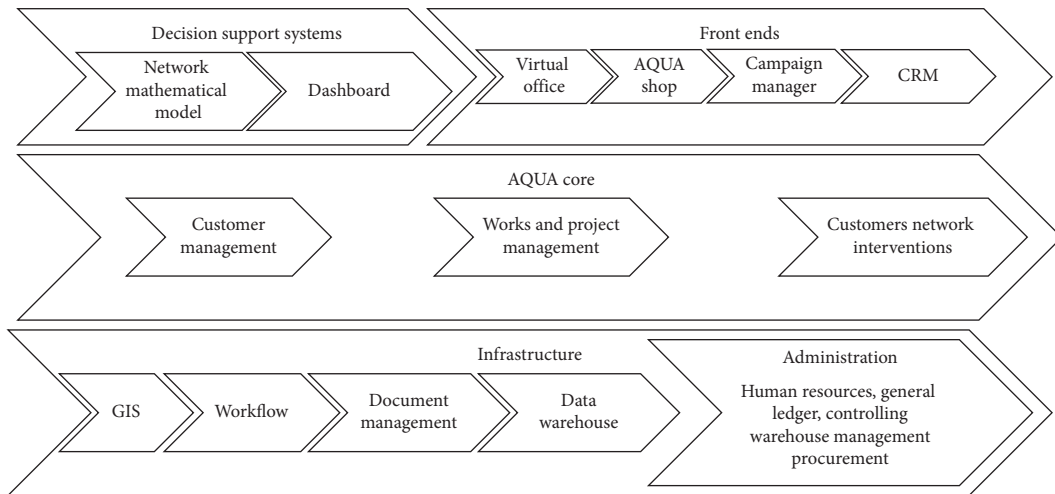 Decision support systems
Network
mathematical
model
Dashboard
Front ends
Virtual
office
AQUA
shop
Campaign
manager
CRM
AQUA core
Customer
management
Works and project
management
Customers network
interventions
Infrastructure
GIS
Workflow
Document
management
Data
warehouse
Administration
Human resources, general
ledger, controlling
warehouse management
procurement